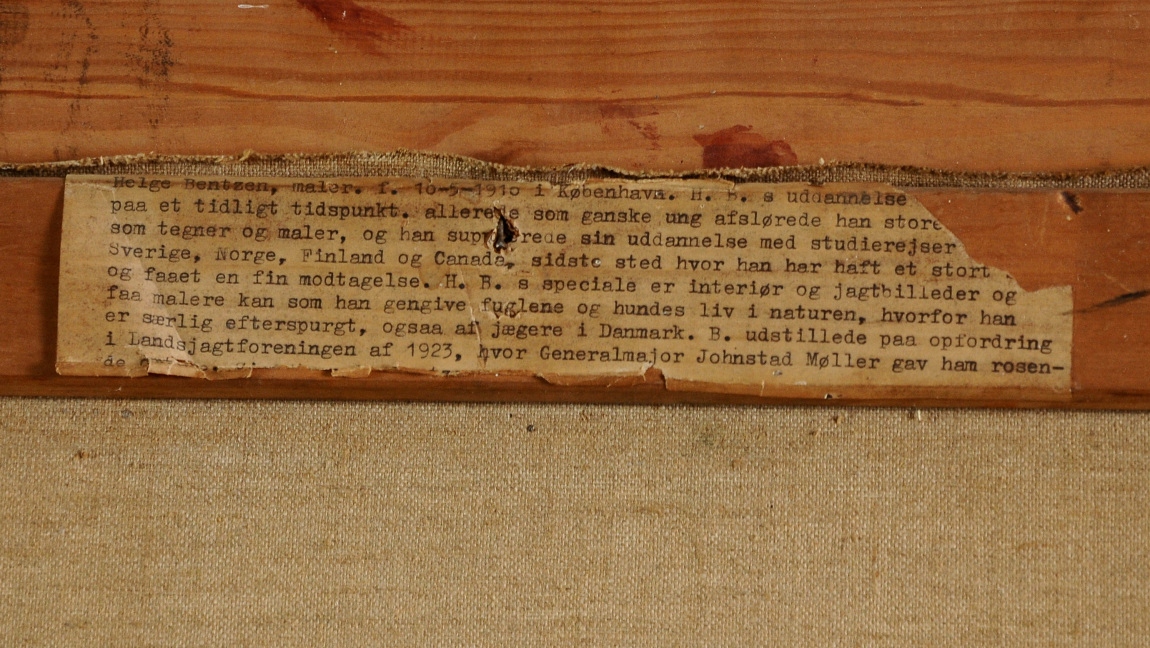 Helge Bentzen, maler. f. 16-5-1910 i København. H. B. s uddannelse
paa et tidligt tidspunkt. allerede som ganske ung afslørede han store
som tegner og maler, og han sup erede sin uddannelse med studierejser
Sverige, Norge, Finland og Canada, sidste sted hvor han har haft et stort
og faaet en fin modtagelse. H. B. s speciale er interiør og jagtbilleder og
faa malere kan som han gengive fuglene og hundes liv i naturen, hvorfor han
er særlig efterspurgt, ogsaa af jægere i Danmark. B. udstillede paa opfordring
i Landsjagtforeningen af 1923, hvor Generalmajor Johnstad Møller gav ham rosen-
de